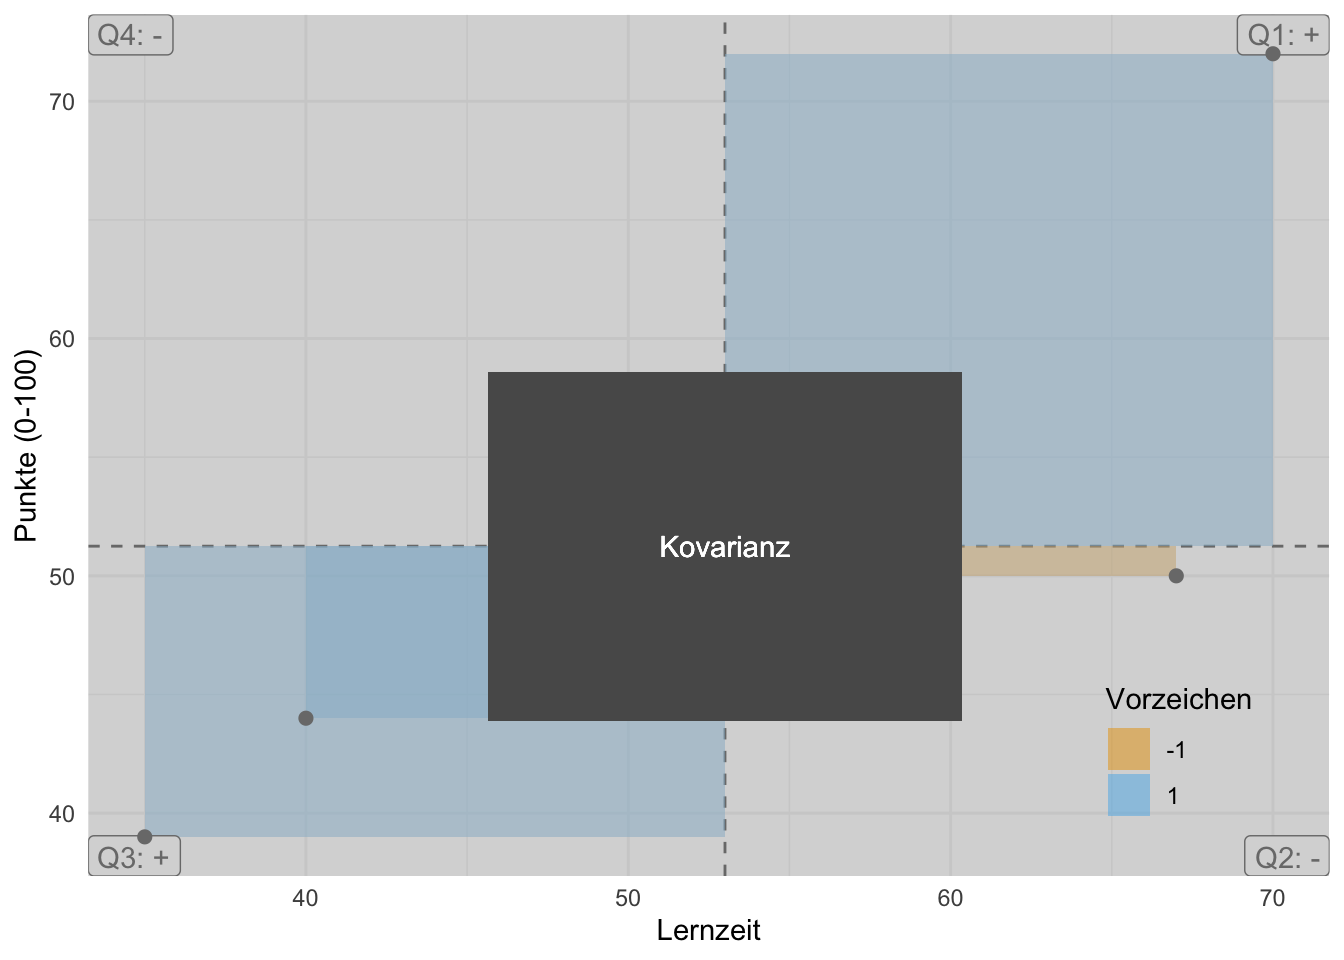 Q4: -
Q1: +
70
60
50
40
Punkte (0-100)
Kovarianz
Vorzeichen
-1
1
Q3: +
Q2: -
40
50
60
70
Lernzeit